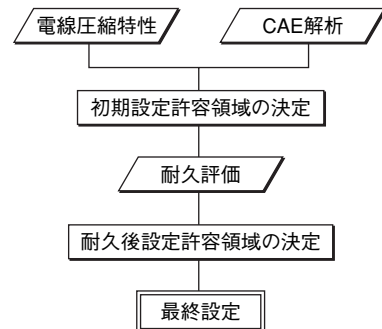 電線圧縮特性
CAE解析
初期設定許容領域の決定
耐久評価
耐久後設定許容領域の決定
最終設定